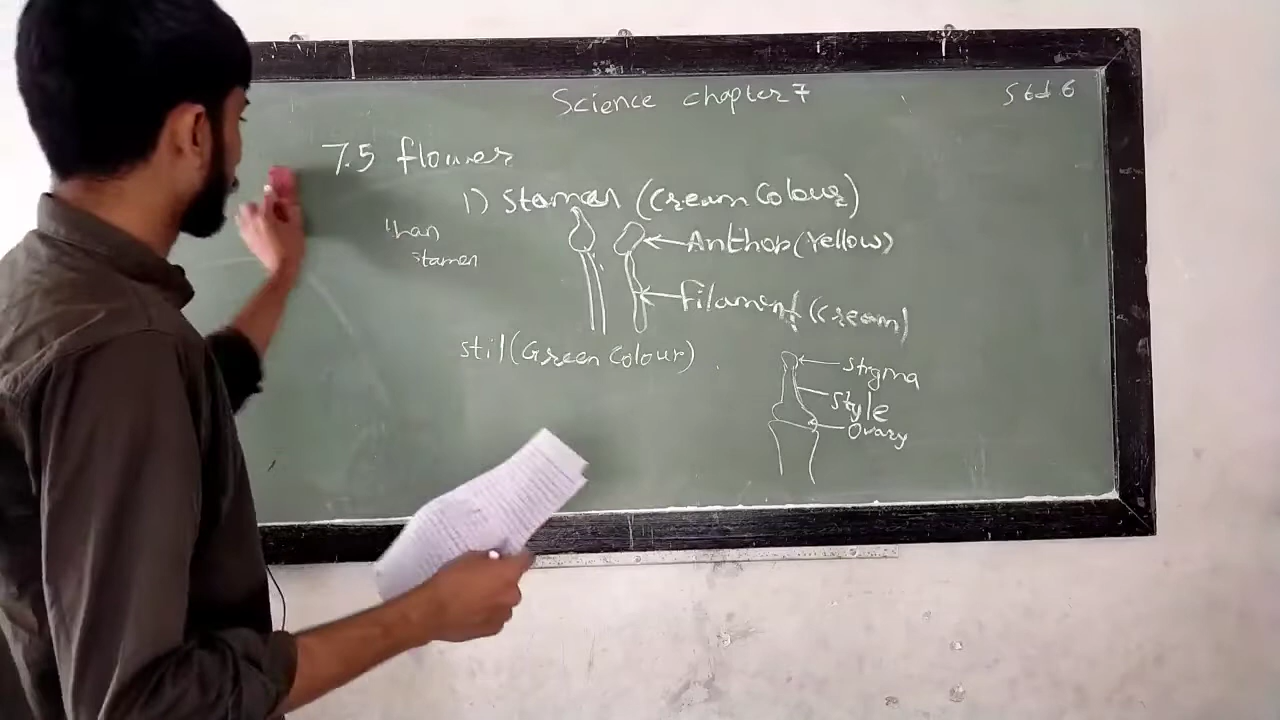 Science chapter 7
Std 6
7.5 flower
1) Stamen (Cream Colour)
than
stamen
Anther (Yellow)
Filament (Cream)
stil (Green Colour)
Stigma
Style
Ovary